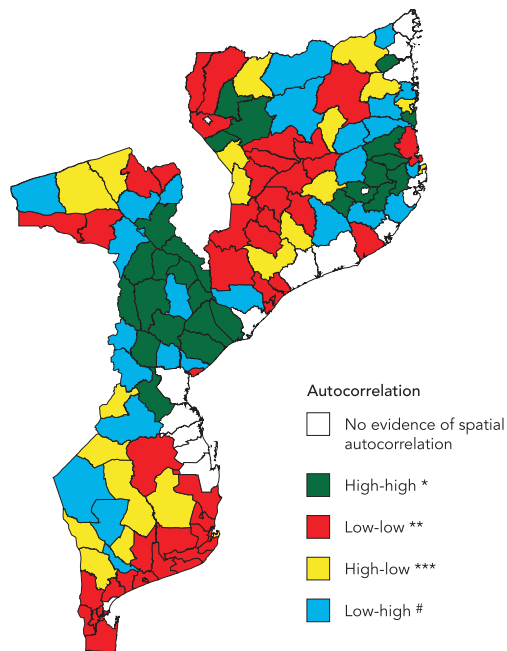 Autocorrelation
No evidence of spatial
autocorrelation
High-high *
Low-low **
High-low ***
Low-high #